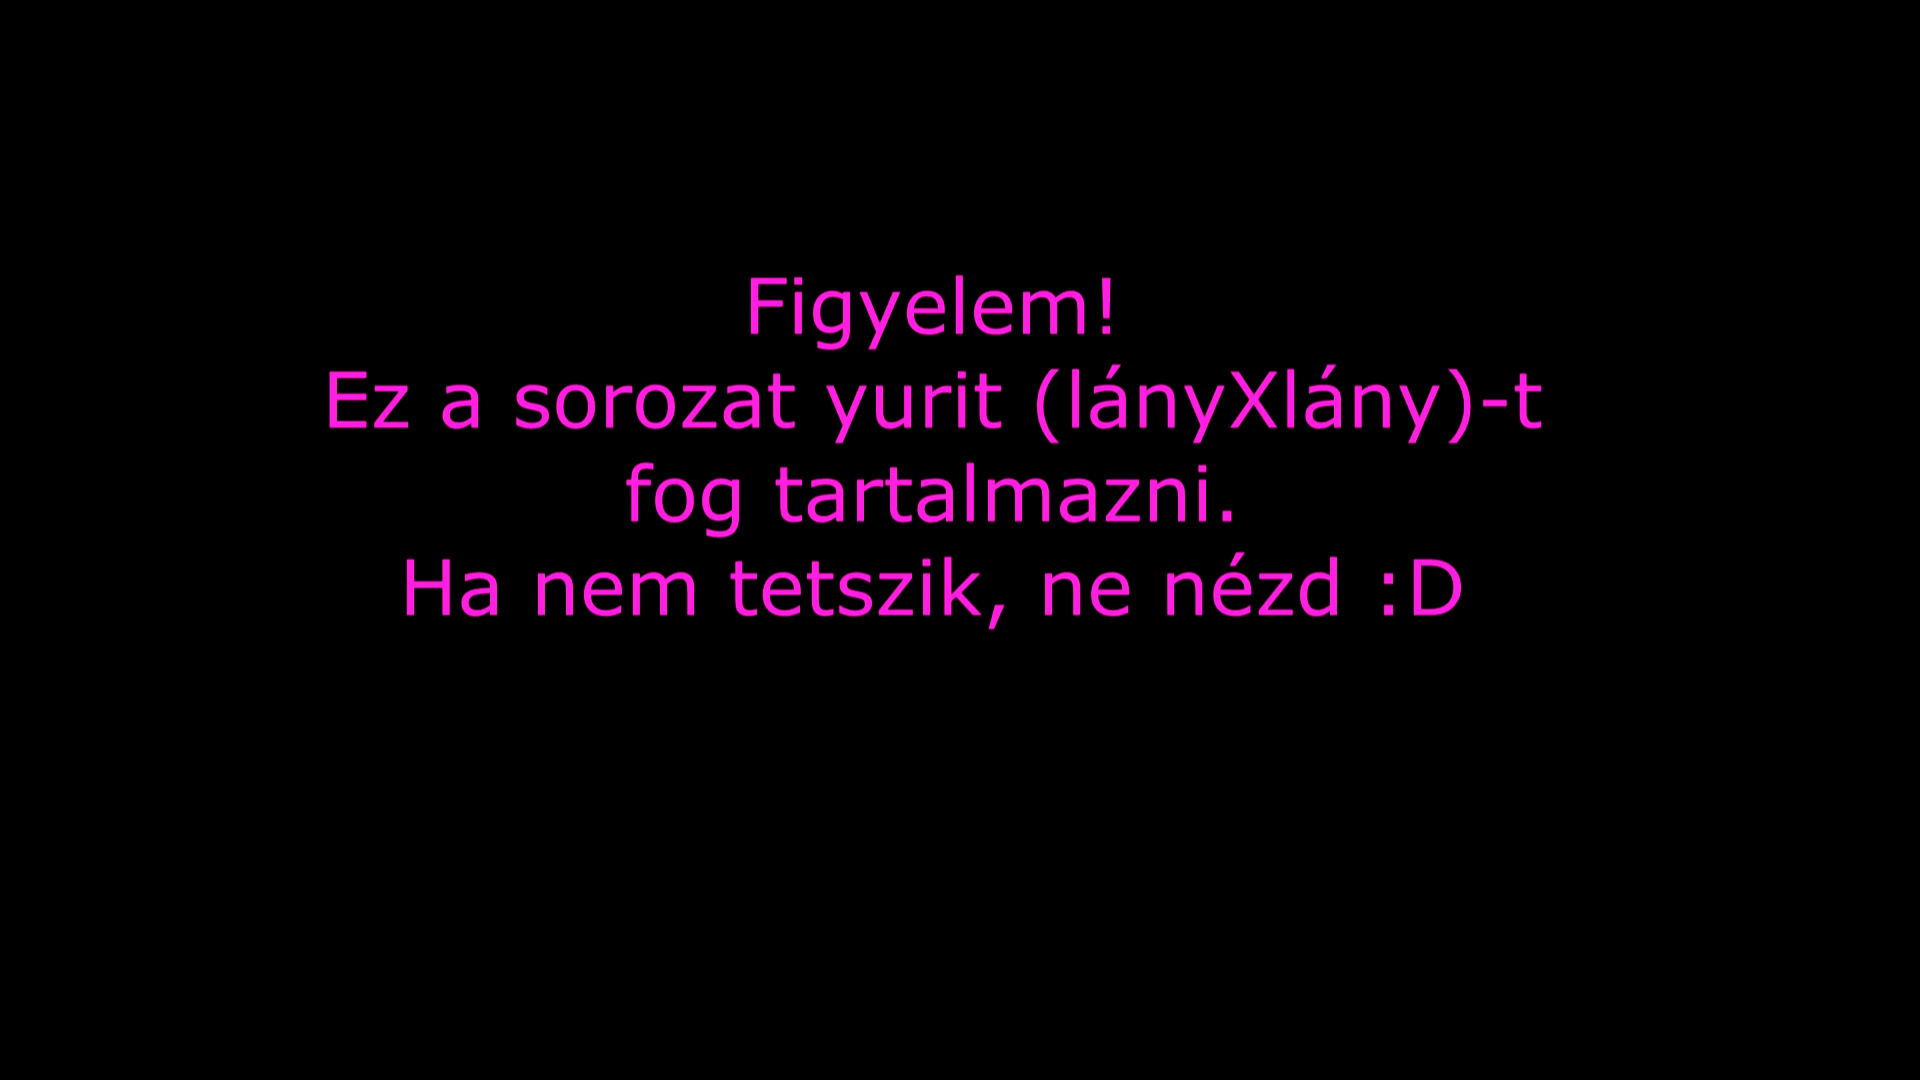 Figyelem!
Ez a sorozat yurit (lányXlány)-t
fog tartalmazni.
Ha nem tetszik, ne nézd :D